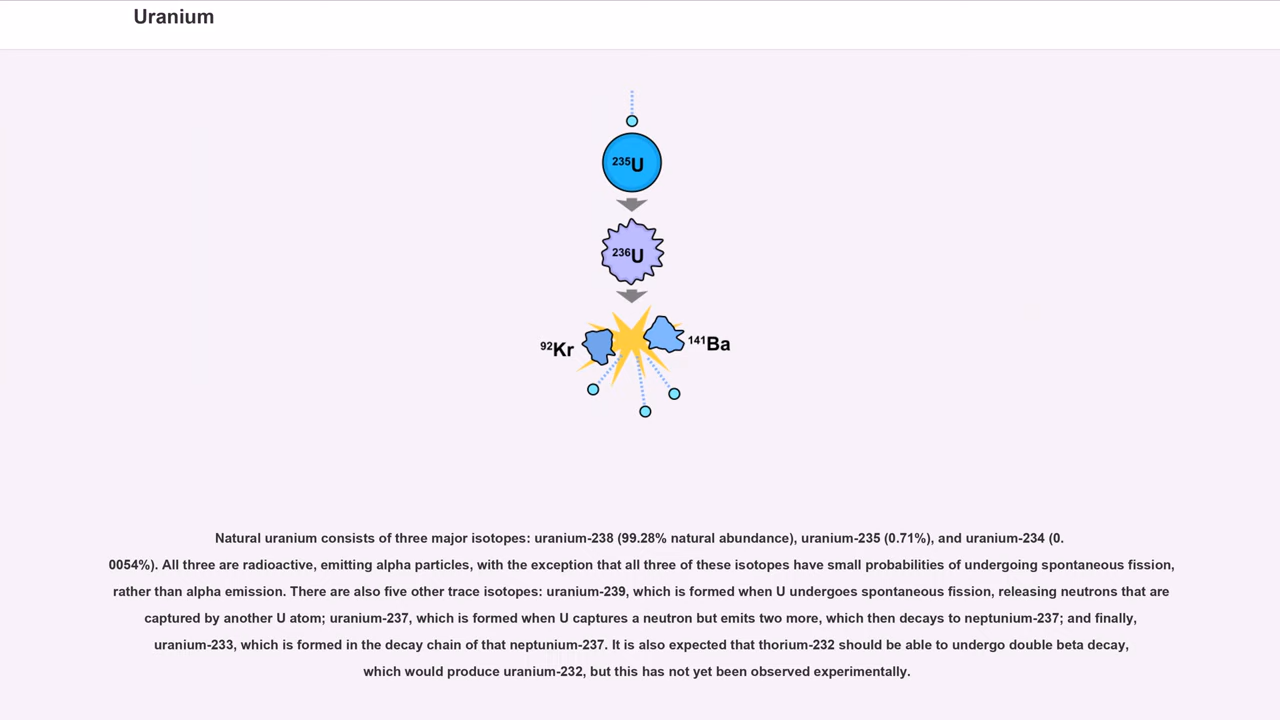 Uranium
²³⁵U
²³⁶U
⁹²Kr
¹⁴¹Ba
Natural uranium consists of three major isotopes: uranium-238 (99.28% natural abundance), uranium-235 (0.71%), and uranium-234 (0.
0054%). All three are radioactive, emitting alpha particles, with the exception that all three of these isotopes have small probabilities of undergoing spontaneous fission,
rather than alpha emission. There are also five other trace isotopes: uranium-239, which is formed when U undergoes spontaneous fission, releasing neutrons that are
captured by another U atom; uranium-237, which is formed when U captures a neutron but emits two more, which then decays to neptunium-237; and finally,
uranium-233, which is formed in the decay chain of that neptunium-237. It is also expected that thorium-232 should be able to undergo double beta decay,
which would produce uranium-232, but this has not yet been observed experimentally.